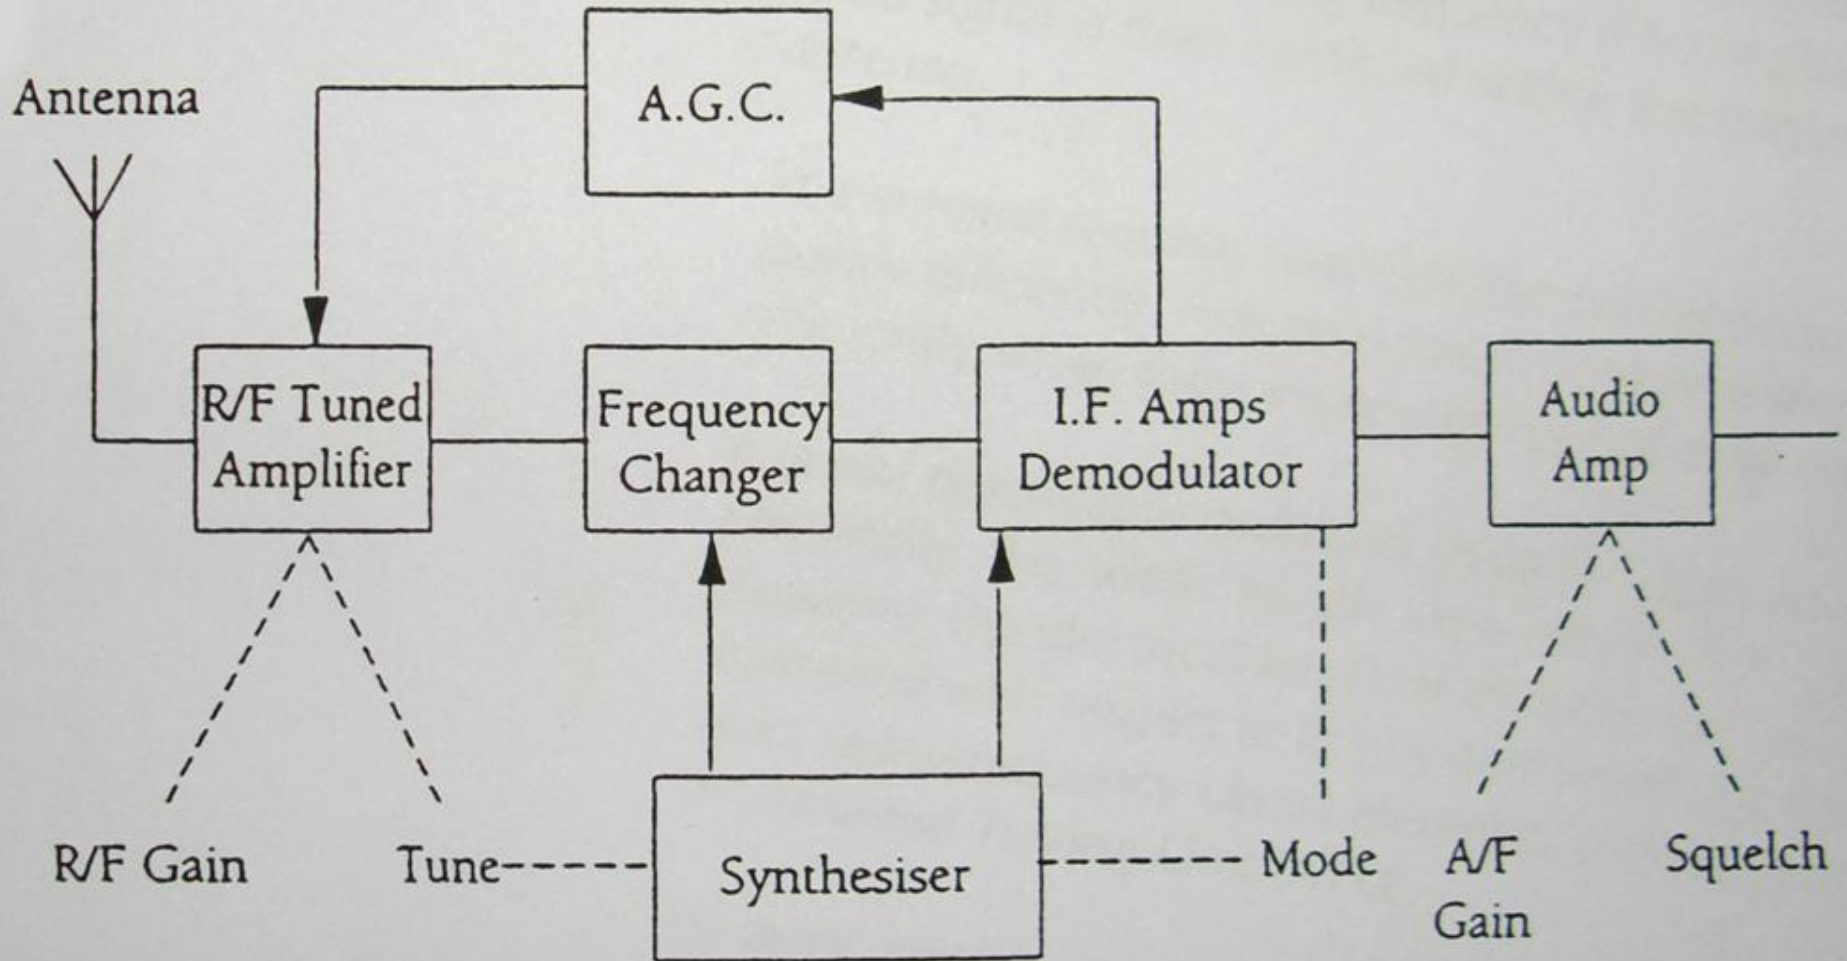 Antenna
A.G.C.
R/F Tuned
Amplifier
Frequency
Changer
I.F. Amps
Demodulator
Audio
Amp
R/F Gain
Tune
Synthesiser
Mode
A/F
Gain
Squelch